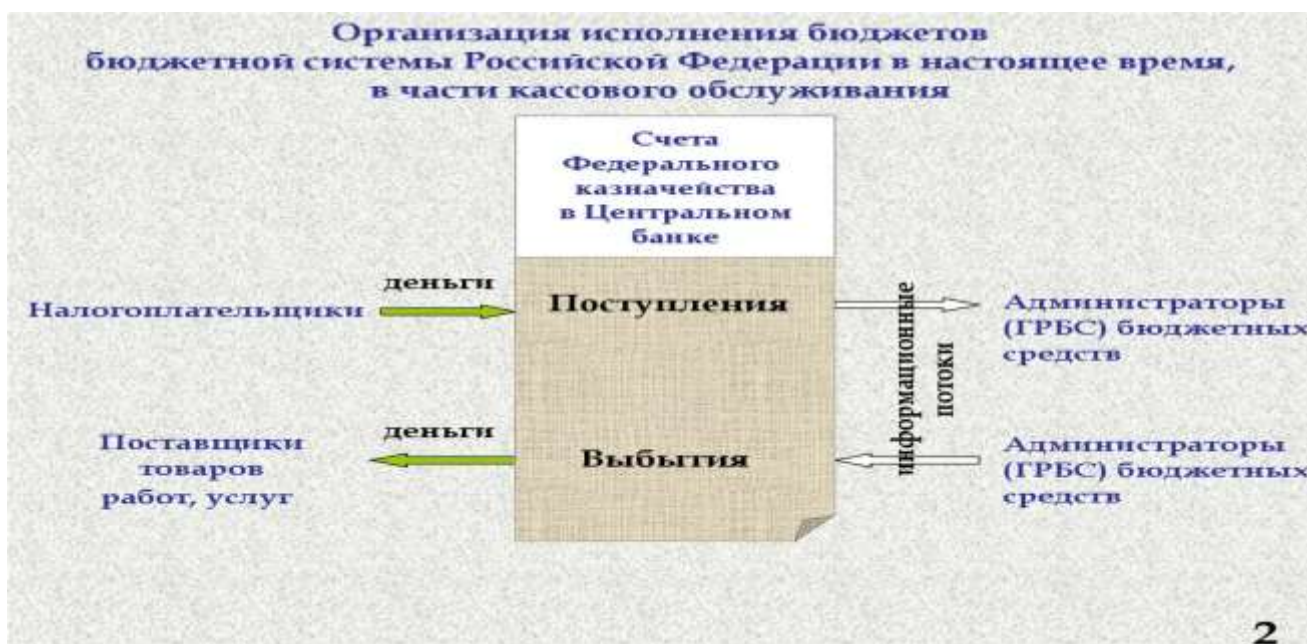 Организация исполнения бюджетов
бюджетной системы Российской Федерации в настоящее время,
в части кассового обслуживания
Счета
Федерального
казначейства
в Центральном
банке
деньги
Налогоплательщики
Поступления
информационные
потоки
Администраторы
(ГРБС) бюджетных
средств
Поставщики
товаров
работ, услуг
деньги
Выбытия
Администраторы
(ГРБС) бюджетных
средств
2